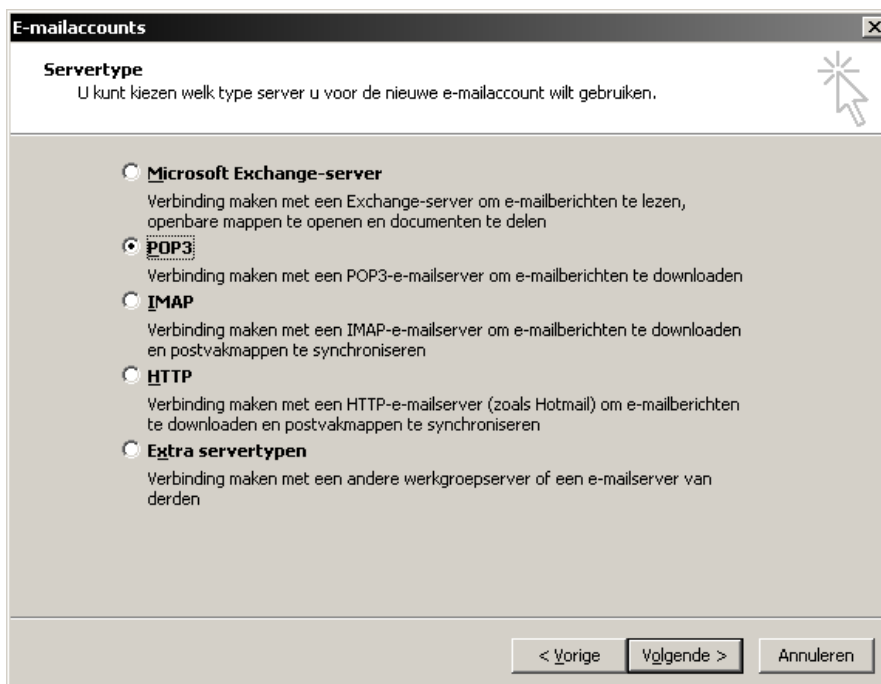 E-mailaccounts
Servertype
U kunt kiezen welk type server u voor de nieuwe e-mailaccount wilt gebruiken.
Microsoft Exchange-server
Verbinding maken met een Exchange-server om e-mailberichten te lezen,
openbare mappen te openen en documenten te delen
POP3
Verbinding maken met een POP3-e-mailserver om e-mailberichten te downloaden
IMAP
Verbinding maken met een IMAP-e-mailserver om e-mailberichten te downloaden
en postvakmappen te synchroniseren
HTTP
Verbinding maken met een HTTP-e-mailserver (zoals Hotmail) om e-mailberichten
te downloaden en postvakmappen te synchroniseren
Extra servertypen
Verbinding maken met een andere werkgroepserver of een e-mailserver van
derden
< Vorige
Volgende >
Annuleren